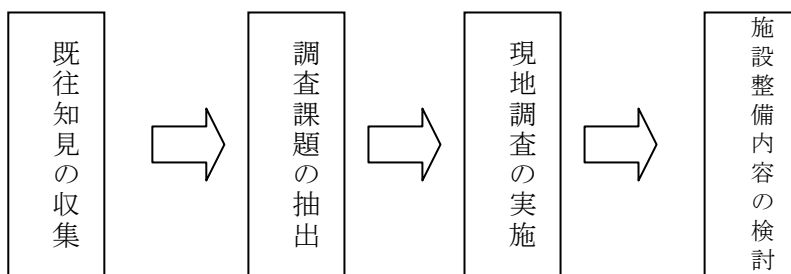 既往知見の収集
調査課題の抽出
現地調査の実施
施設整備内容の検討